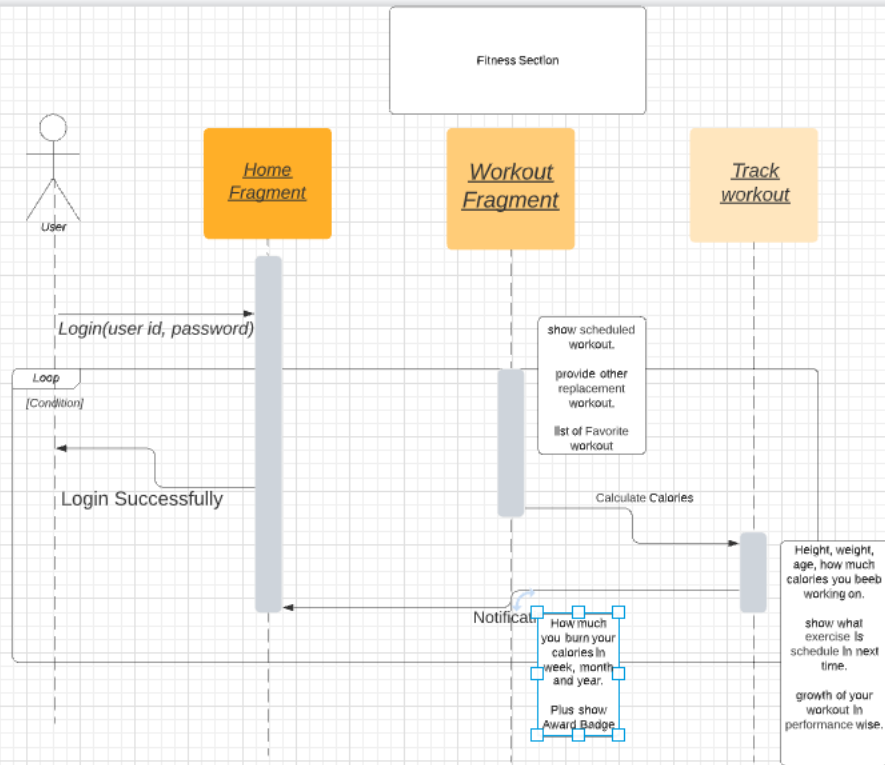 Fitness Section
Home
Fragment
Workout
Fragment
Track
workout
User
Login(user id, password)
show scheduled
workout.
provide other
replacement
workout.
list of Favorite
workout
Loop
[Condition]
Login Successfully
Calculate Calories
Height, weight,
age, how much
calories you beeb
working on.
show what
exercise is
schedule in next
time.
growth of your
workout in
performance wise.
Notificati
How much
you burn your
calories in
week, month
and year.
Plus show
Award Badge